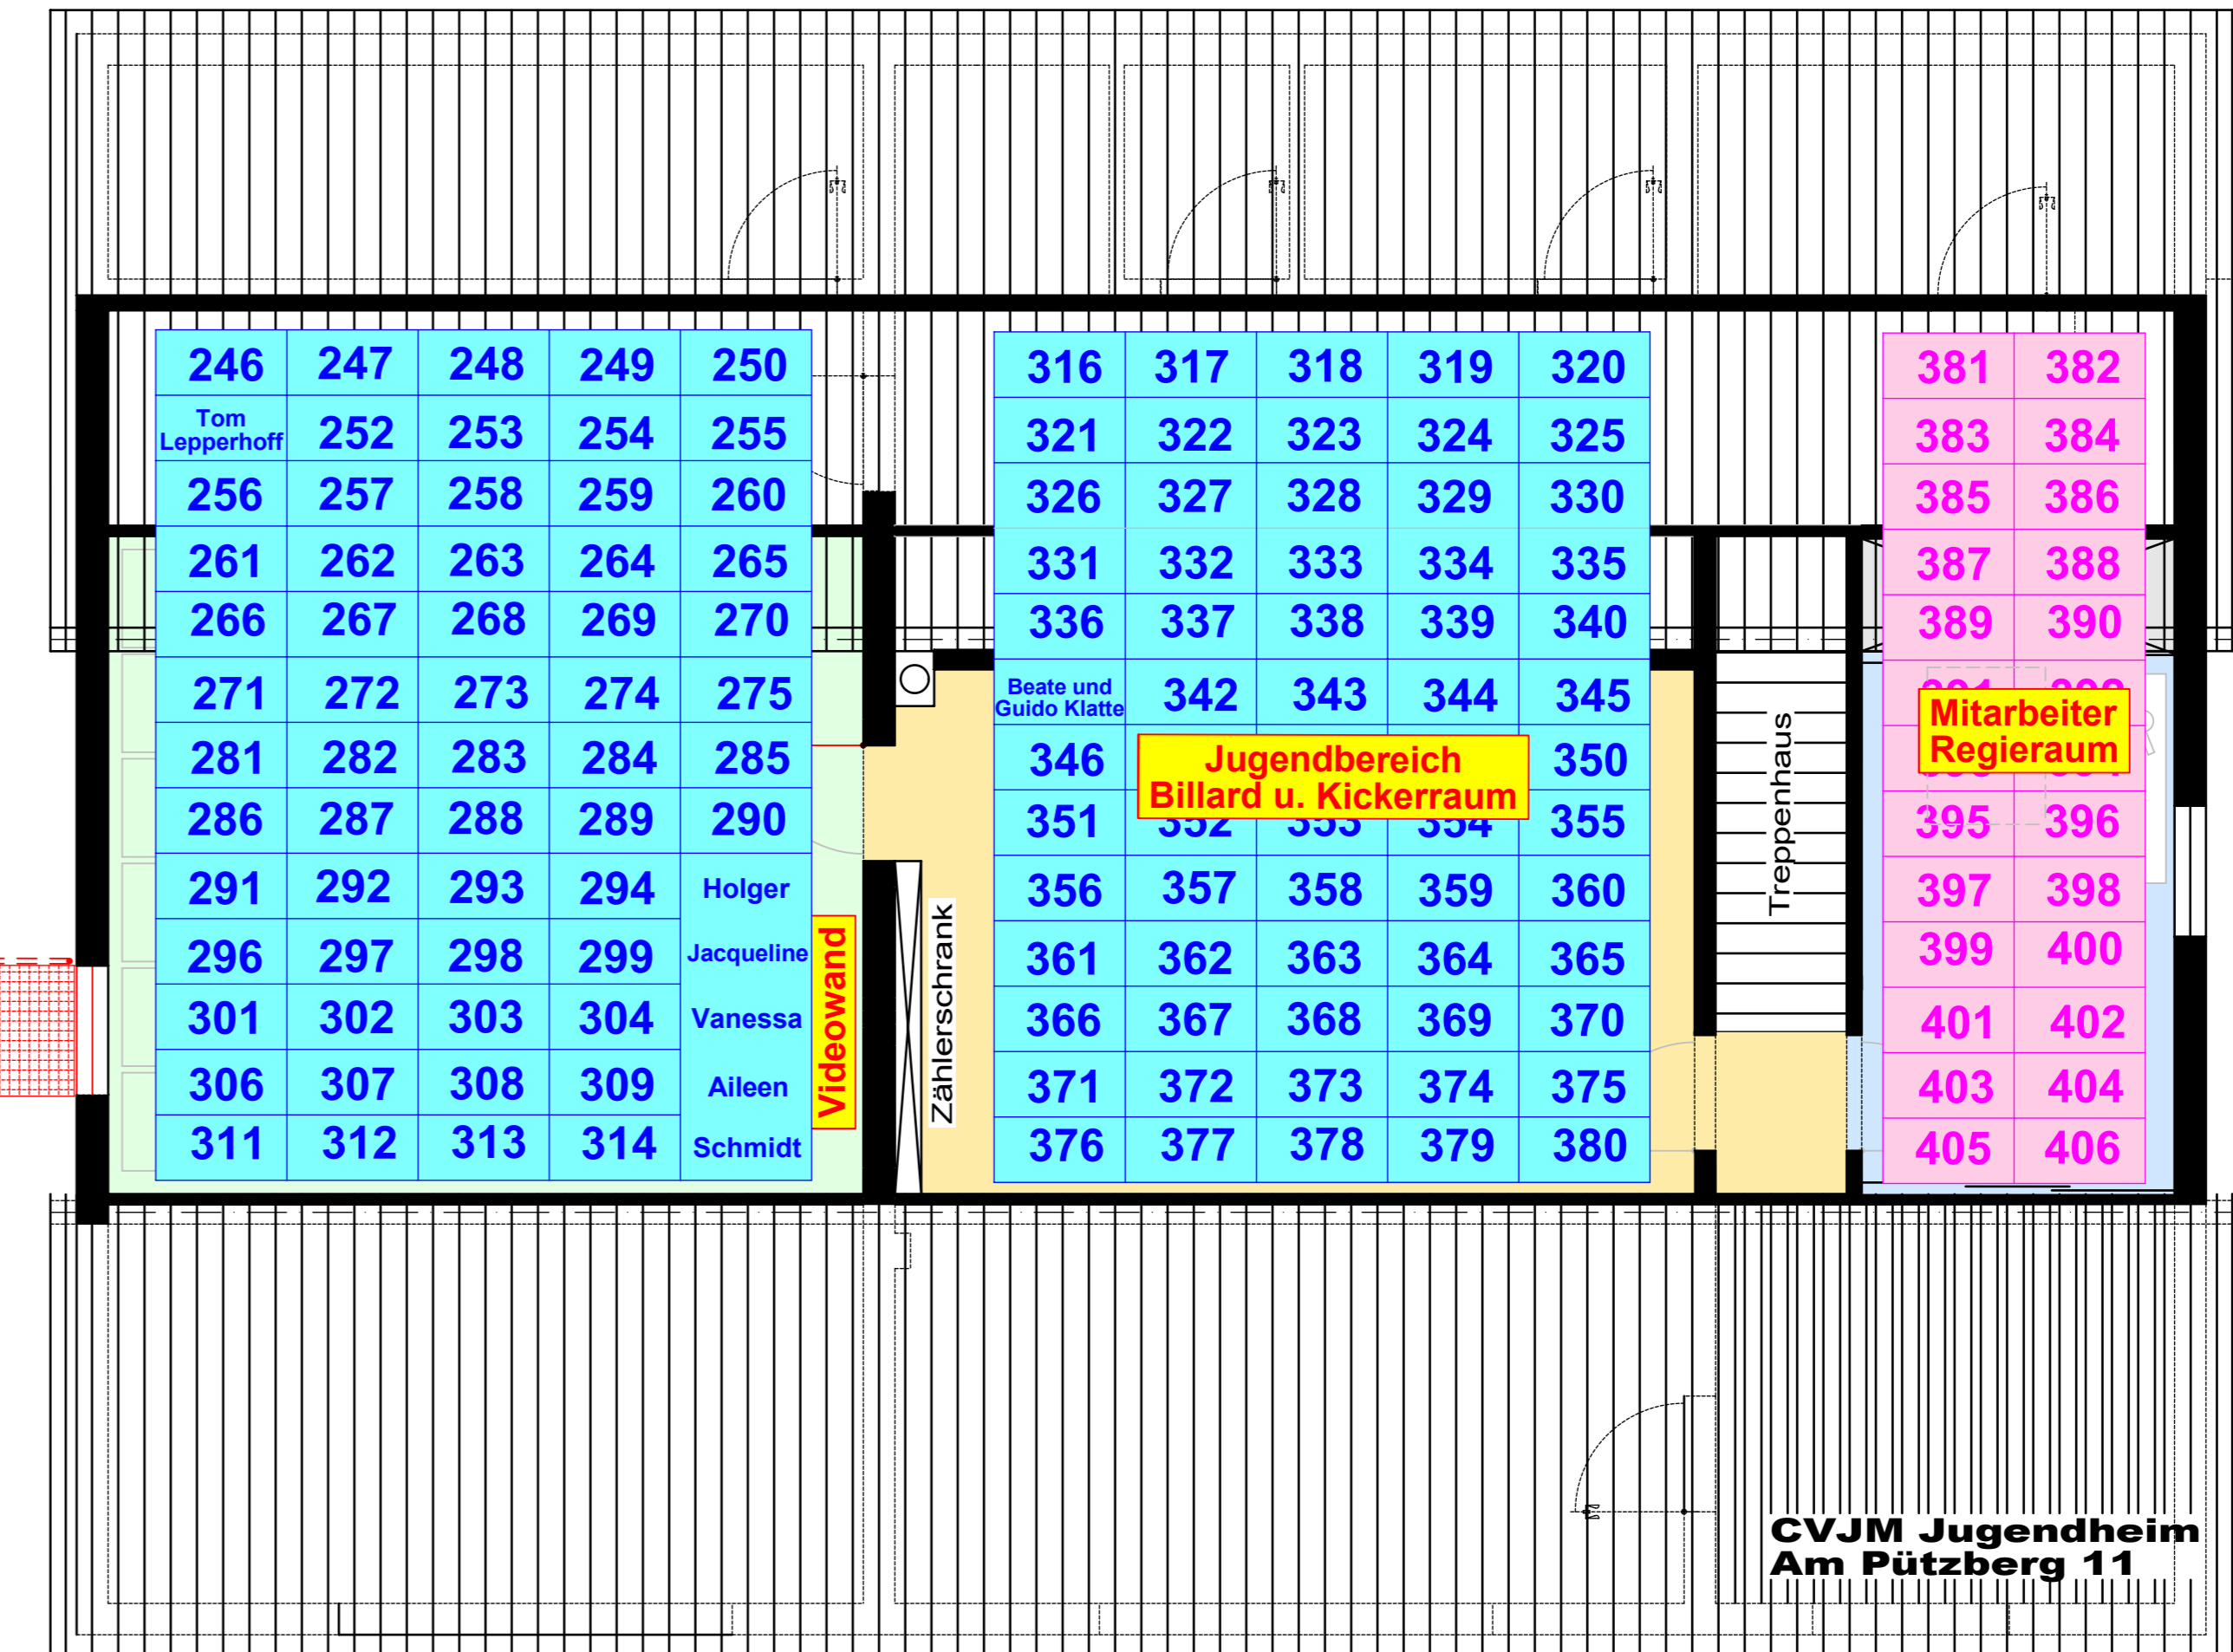 246 247 248 249 250
Tom
Lepperhoff 252 253 254 255
256 257 258 259 260
261 262 263 264 265
266 267 268 269 270
271 272 273 274 275
281 282 283 284 285
286 287 288 289 290
291 292 293 294 Holger
296 297 298 299 Jacqueline
301 302 303 304 Vanessa
306 307 308 309 Aileen
311 312 313 314 Schmidt
Videowand
Zählerschrank
316 317 318 319 320
321 322 323 324 325
326 327 328 329 330
331 332 333 334 335
336 337 338 339 340
Beate und
Guido Klatte 342 343 344 345
346 350
Jugendbereich
Billard u. Kickerraum
351 352 353 354 355
356 357 358 359 360
361 362 363 364 365
366 367 368 369 370
371 372 373 374 375
376 377 378 379 380
Treppenhaus
381 382
383 384
385 386
387 388
389 390
Mitarbeiter
Regieraum
395 396
397 398
399 400
401 402
403 404
405 406
CVJM Jugendheim
Am Pützberg 11